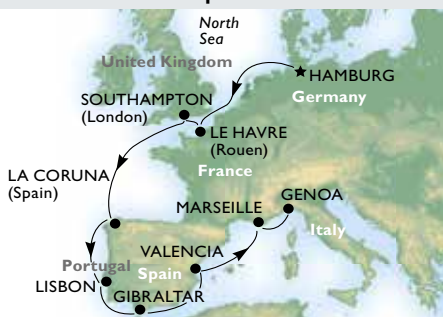 North
Sea
United Kingdom
HAMBURG
Germany
SOUTHAMPTON
(London)
LE HAVRE
(Rouen)
France
LA CORUNA
(Spain)
MARSEILLE
GENOA
Italy
VALENCIA
Portugal
Spain
LISBON
GIBRALTAR